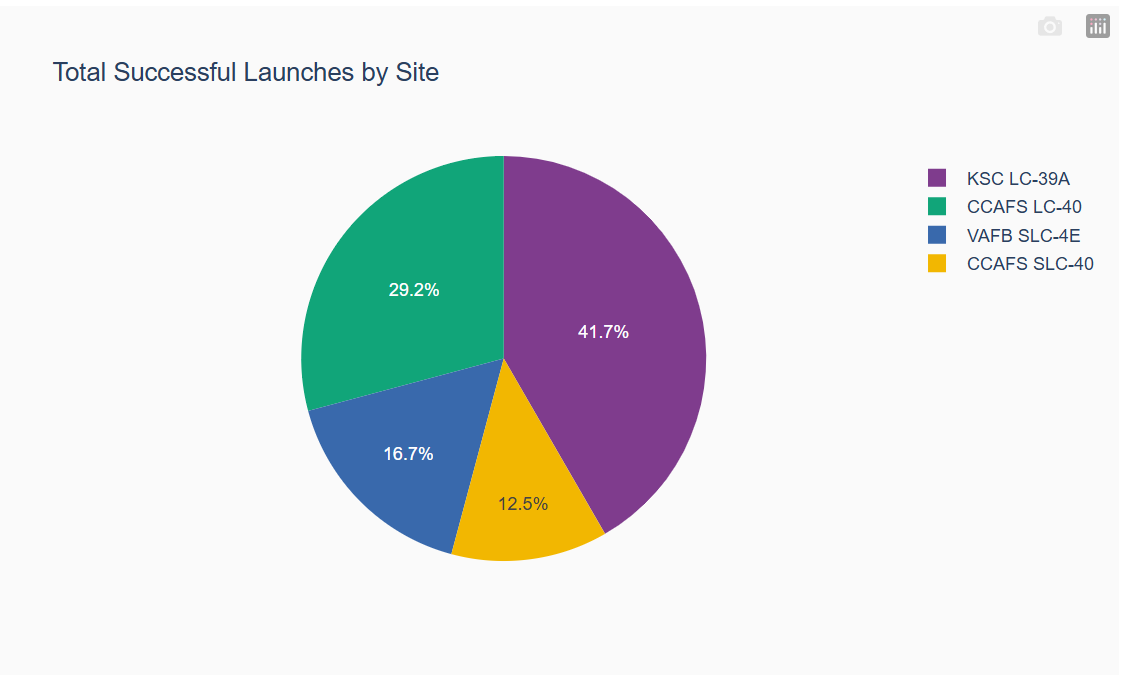 Total Successful Launches by Site
KSC LC-39A
CCAFS LC-40
VAFB SLC-4E
CCAFS SLC-40
29.2%
41.7%
16.7%
12.5%